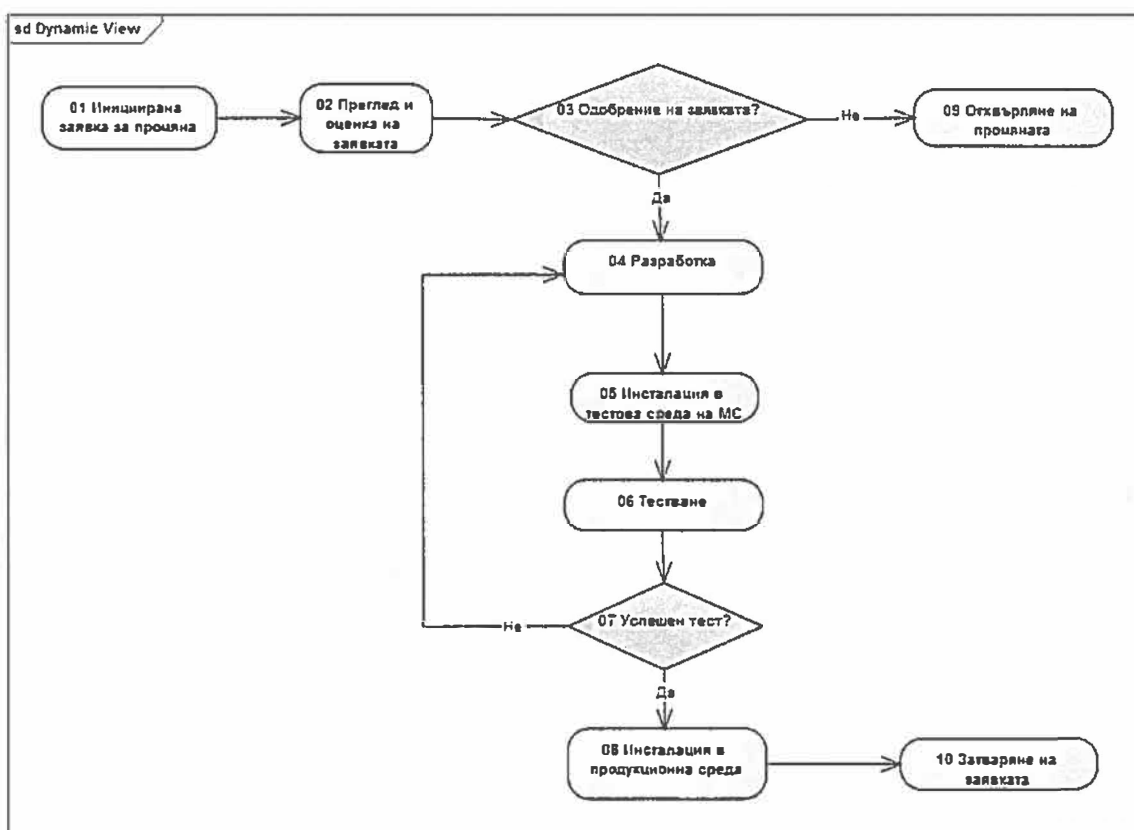 sd Dynamic View
01 Инициирана
заявка за промяна
02 Преглед и
оценка на
заявката
03 Одобрение на заявката?
Не
09 Отхвърляне на
промяната
Да
04 Разработка
05 Инсталация в
тестова среда на МС
06 Тестване
07 Успешен тест?
Не
Да
08 Инсталация в
продукционна среда
10 Затваряне на
заявката